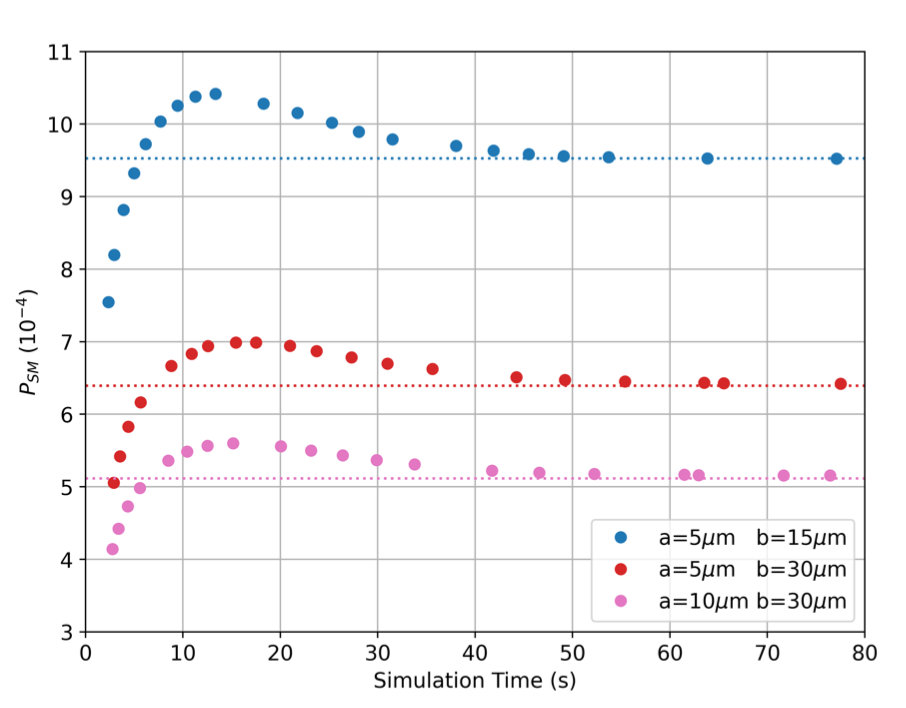 11
10
9
8
7
6
5
4
3
P_SM (10⁻⁴)
a=5μm b=15μm
a=5μm b=30μm
a=10μm b=30μm
0 10 20 30 40 50 60 70 80
Simulation Time (s)